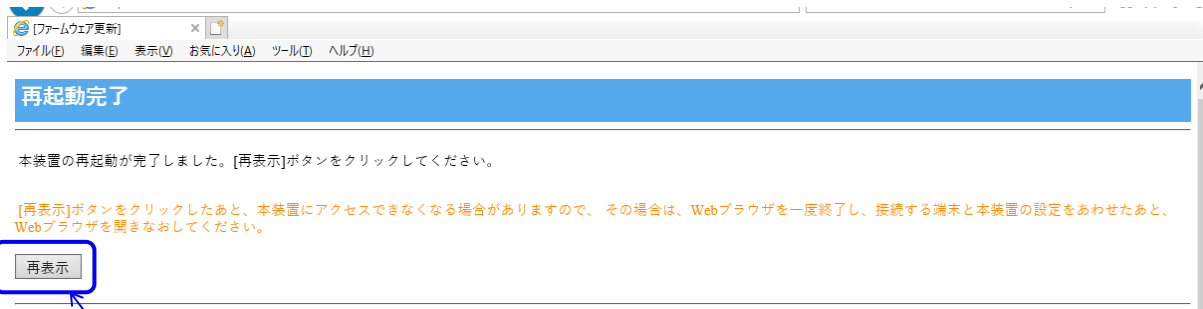 [ファームウェア更新]
ファイル(F) 編集(E) 表示(V) お気に入り(A) ツール(T) ヘルプ(H)
再起動完了
本装置の再起動が完了しました。[再表示]ボタンをクリックしてください。
[再表示]ボタンをクリックしたあと、本装置にアクセスできなくなる場合がありますので、 その場合は、Webブラウザを一度終了し、接続する端末と本装置の設定をあわせたあと、
Webブラウザを開きなおしてください。
再表示